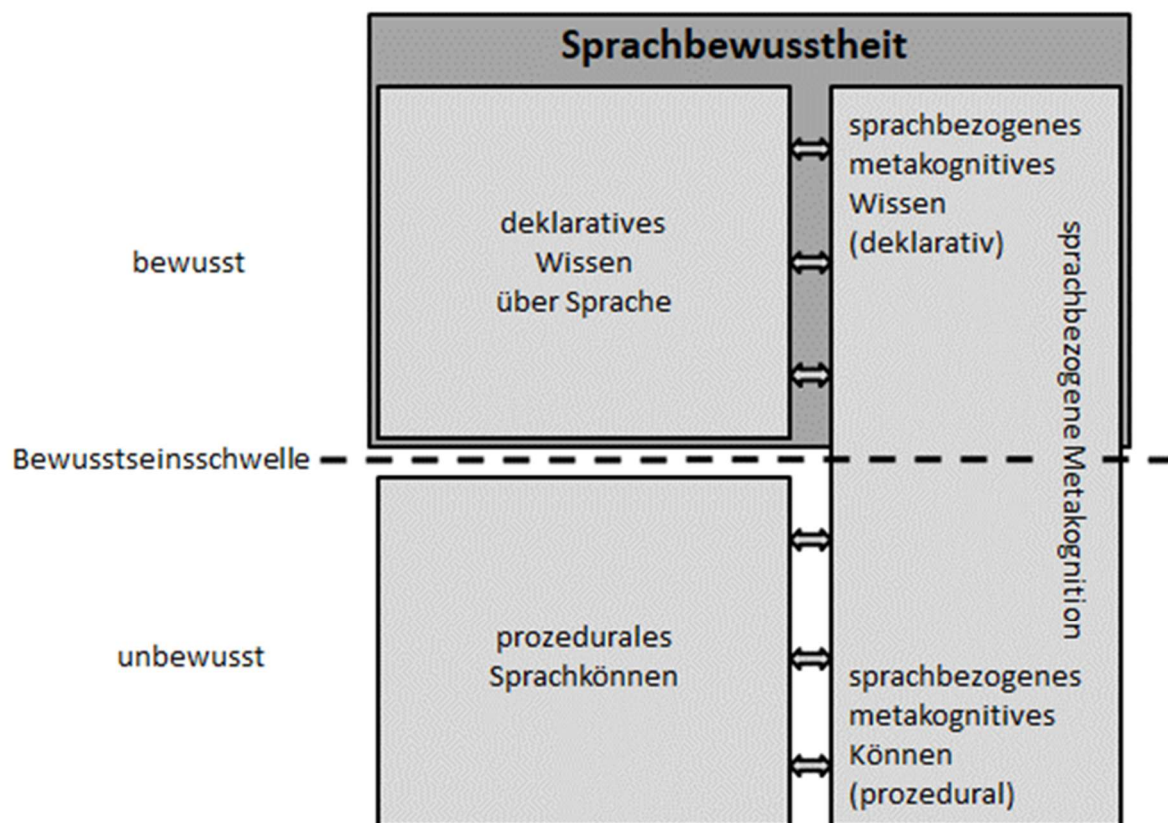 Sprachbewusstheit
bewusst
deklaratives
Wissen
über Sprache
sprachbezogenes
metakognitives
Wissen
(deklarativ)
sprachbezogene Metakognition
Bewusstseinsschwelle
unbewusst
prozedurales
Sprachkönnen
sprachbezogenes
metakognitives
Können
(prozedural)